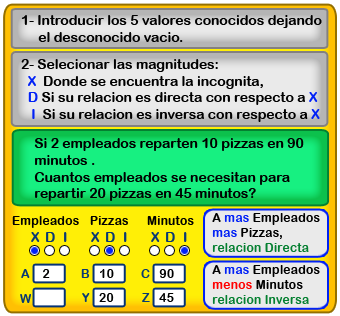 1- Introducir los 5 valores conocidos dejando
el desconocido vacio.
2- Selecionar las magnitudes:
X Donde se encuentra la incognita,
D Si su relacion es directa con respecto a X
I Si su relacion es inversa con respecto a X
Si 2 empleados reparten 10 pizzas en 90
minutos .
Cuantos empleados se necesitan para
repartir 20 pizzas en 45 minutos?
Empleados Pizzas Minutos
X D I X D I X D I
A 2 B 10 C 90
W Y 20 Z 45
A mas Empleados
mas Pizzas,
relacion Directa
A mas Empleados
menos Minutos
relacion Inversa